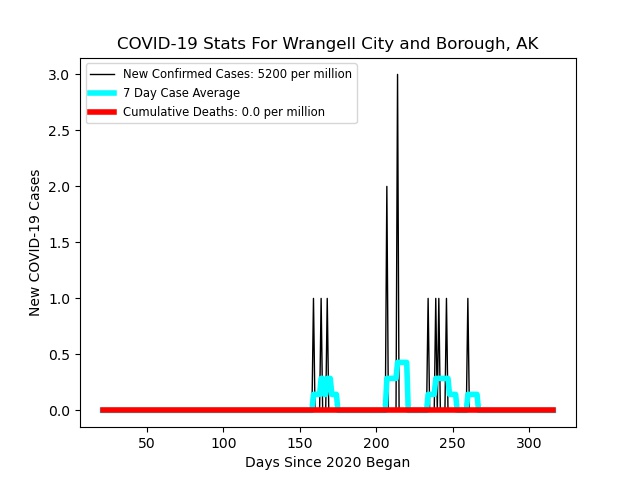 COVID-19 Stats For Wrangell City and Borough, AK
New Confirmed Cases: 5200 per million
7 Day Case Average
Cumulative Deaths: 0.0 per million
New COVID-19 Cases
3.0
2.5
2.0
1.5
1.0
0.5
0.0
50
100
150
200
250
300
Days Since 2020 Began